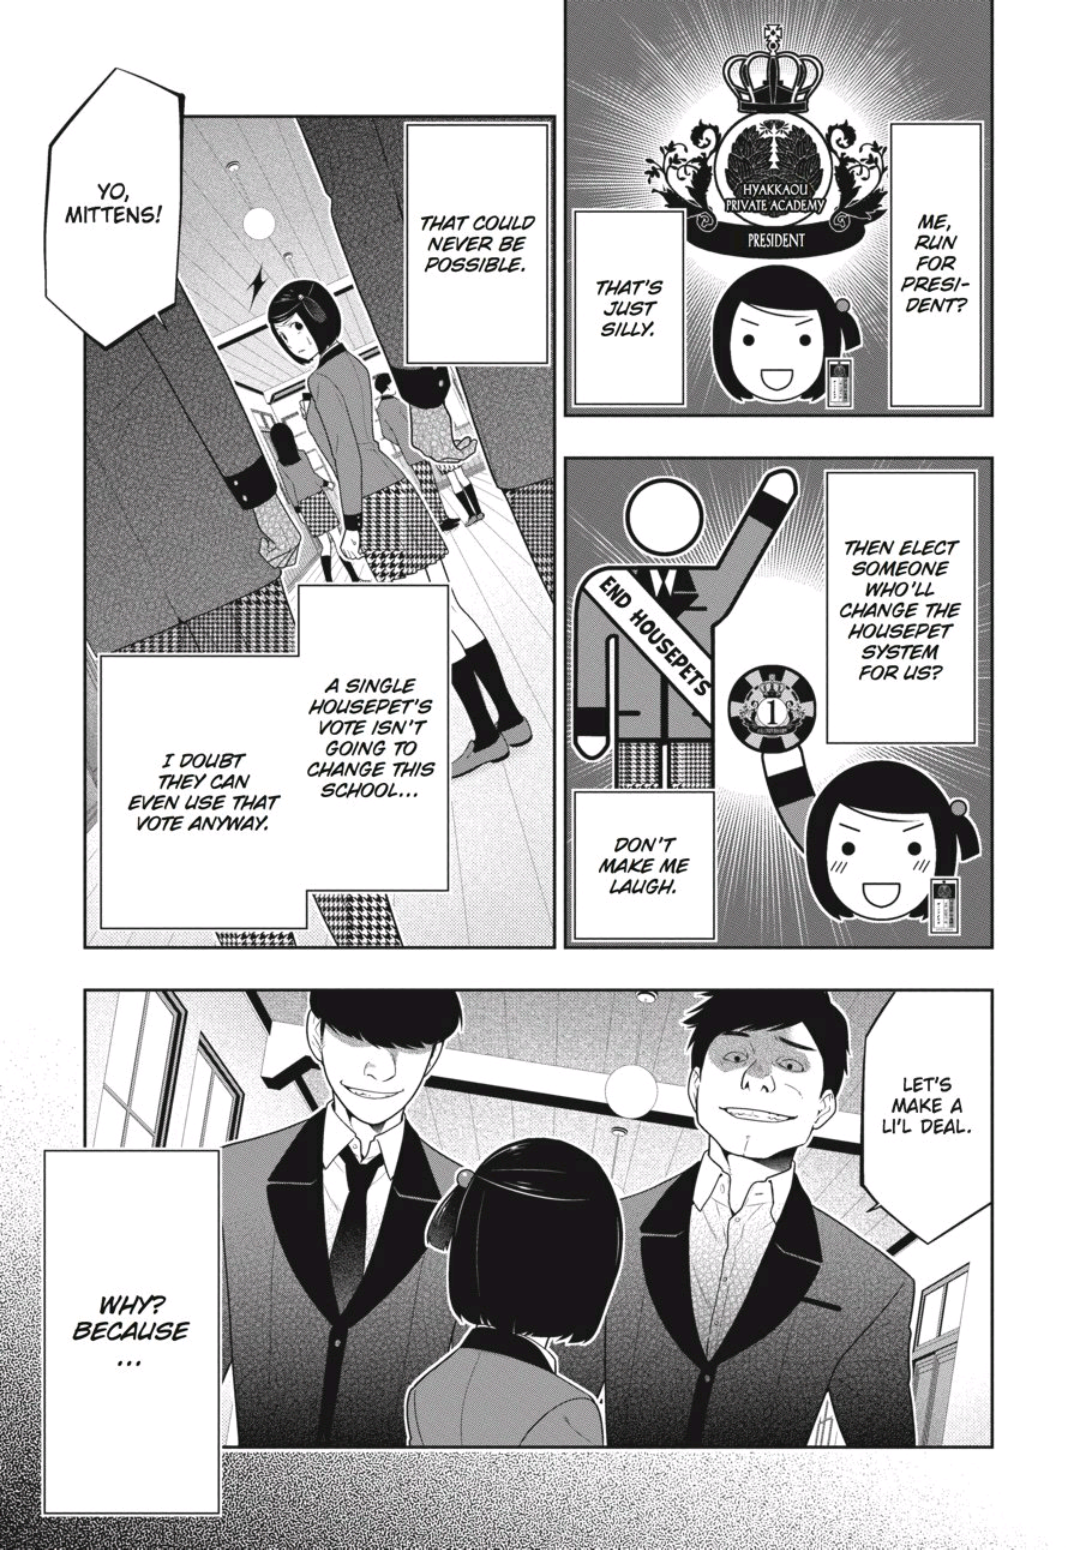 HYAKKAOU
PRIVATE ACADEMY
PRESIDENT
ME,
RUN
FOR
PRESI-
DENT?
THAT'S
JUST
SILLY.
THEN ELECT
SOMEONE
WHO'LL
CHANGE THE
HOUSEPET
SYSTEM
FOR US?
END HOUSEPETS
1
DON'T
MAKE ME
LAUGH.
THAT COULD
NEVER BE
POSSIBLE.
YO,
MITTENS!
A SINGLE
HOUSEPET'S
VOTE ISN'T
GOING TO
CHANGE THIS
SCHOOL...
I DOUBT
THEY CAN
EVEN USE THAT
VOTE ANYWAY.
LET'S
MAKE A
LI'L DEAL.
WHY?
BECAUSE
...